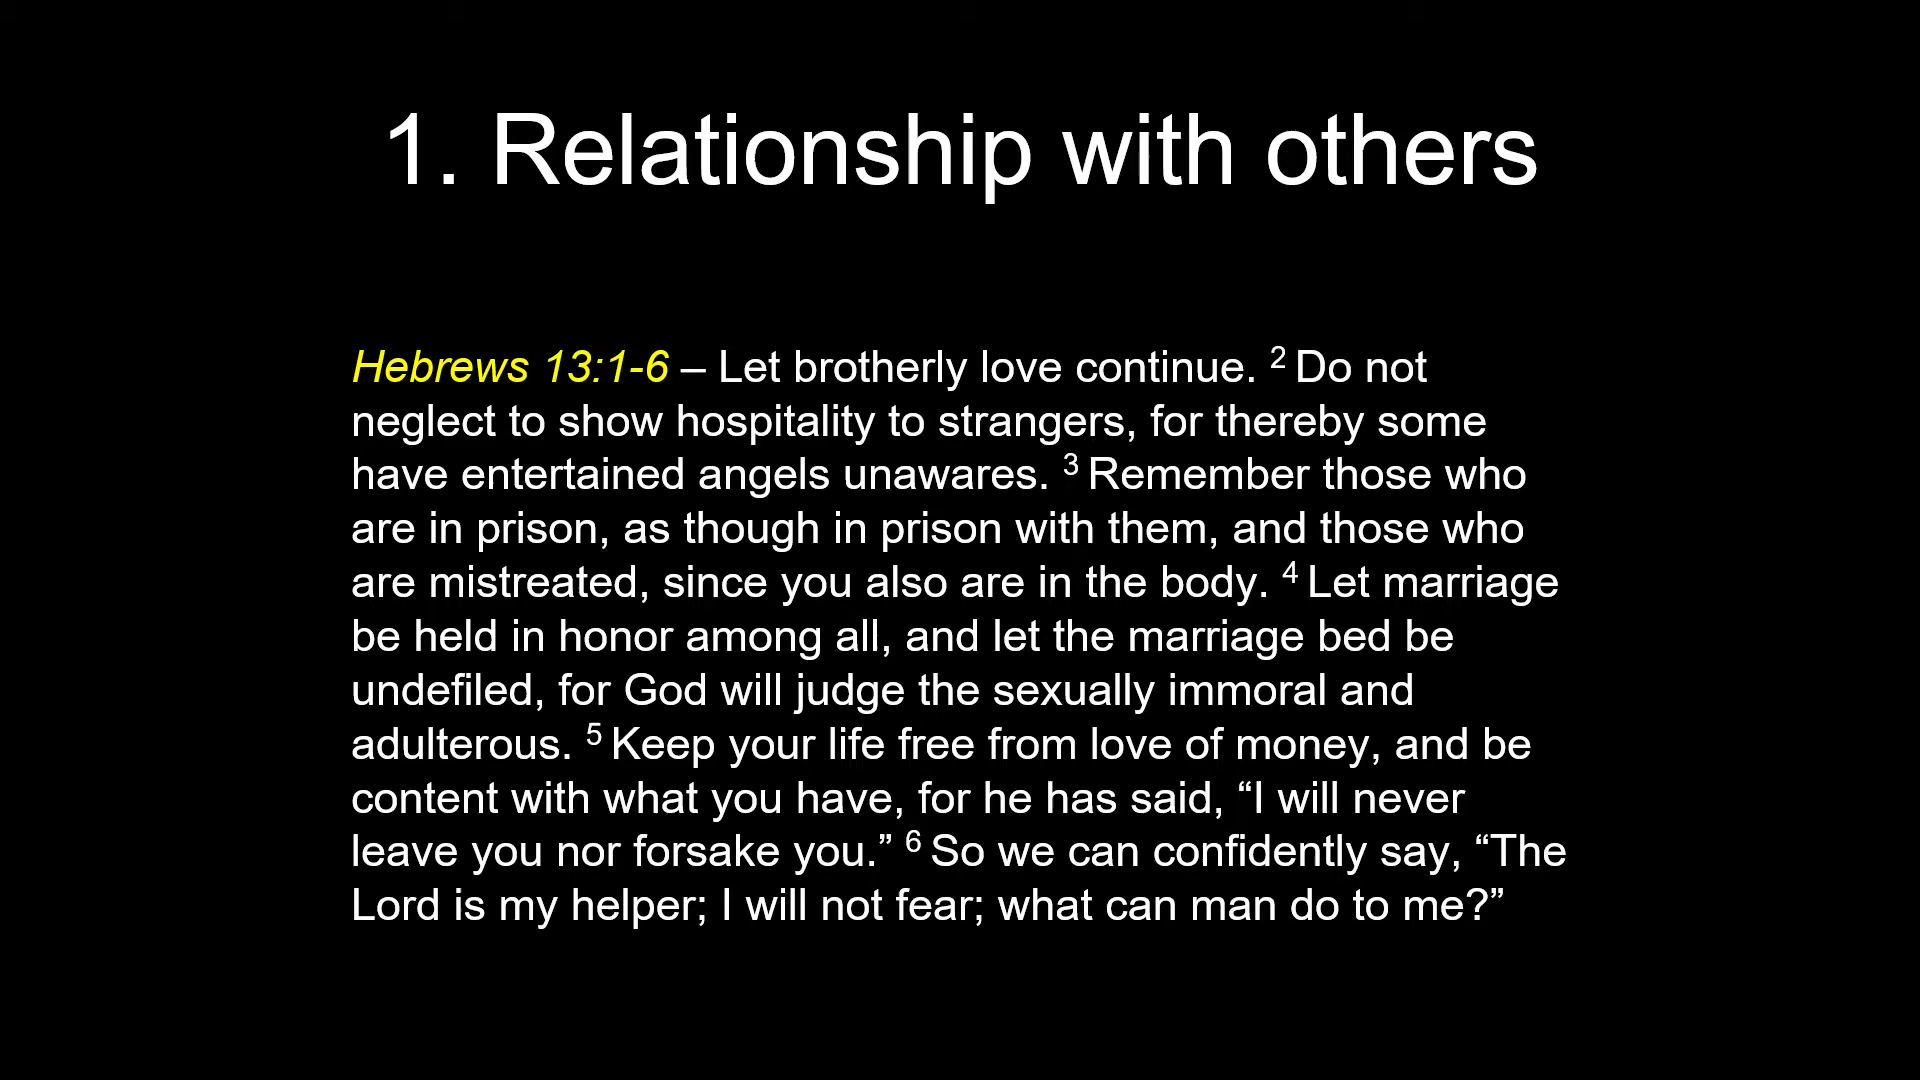 1. Relationship with others
Hebrews 13:1-6 – Let brotherly love continue. 2 Do not
neglect to show hospitality to strangers, for thereby some
have entertained angels unawares. 3 Remember those who
are in prison, as though in prison with them, and those who
are mistreated, since you also are in the body. 4 Let marriage
be held in honor among all, and let the marriage bed be
undefiled, for God will judge the sexually immoral and
adulterous. 5 Keep your life free from love of money, and be
content with what you have, for he has said, “I will never
leave you nor forsake you.” 6 So we can confidently say, “The
Lord is my helper; I will not fear; what can man do to me?”